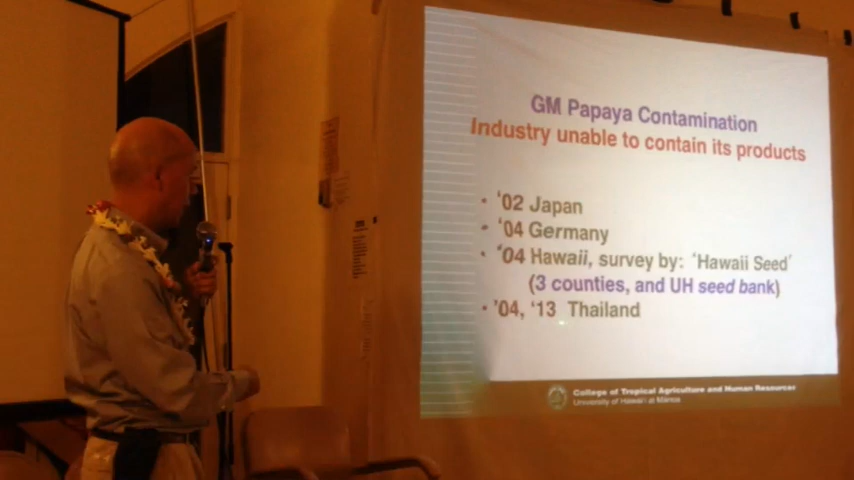 GM Papaya Contamination
Industry unable to contain its products
• ‘02 Japan
• ‘04 Germany
• ‘04 Hawaii, survey by: ‘Hawaii Seed’
(3 counties, and UH seed bank)
• ’04, ‘13 Thailand
College of Tropical Agriculture and Human Resources
University of Hawai‘i at Mānoa